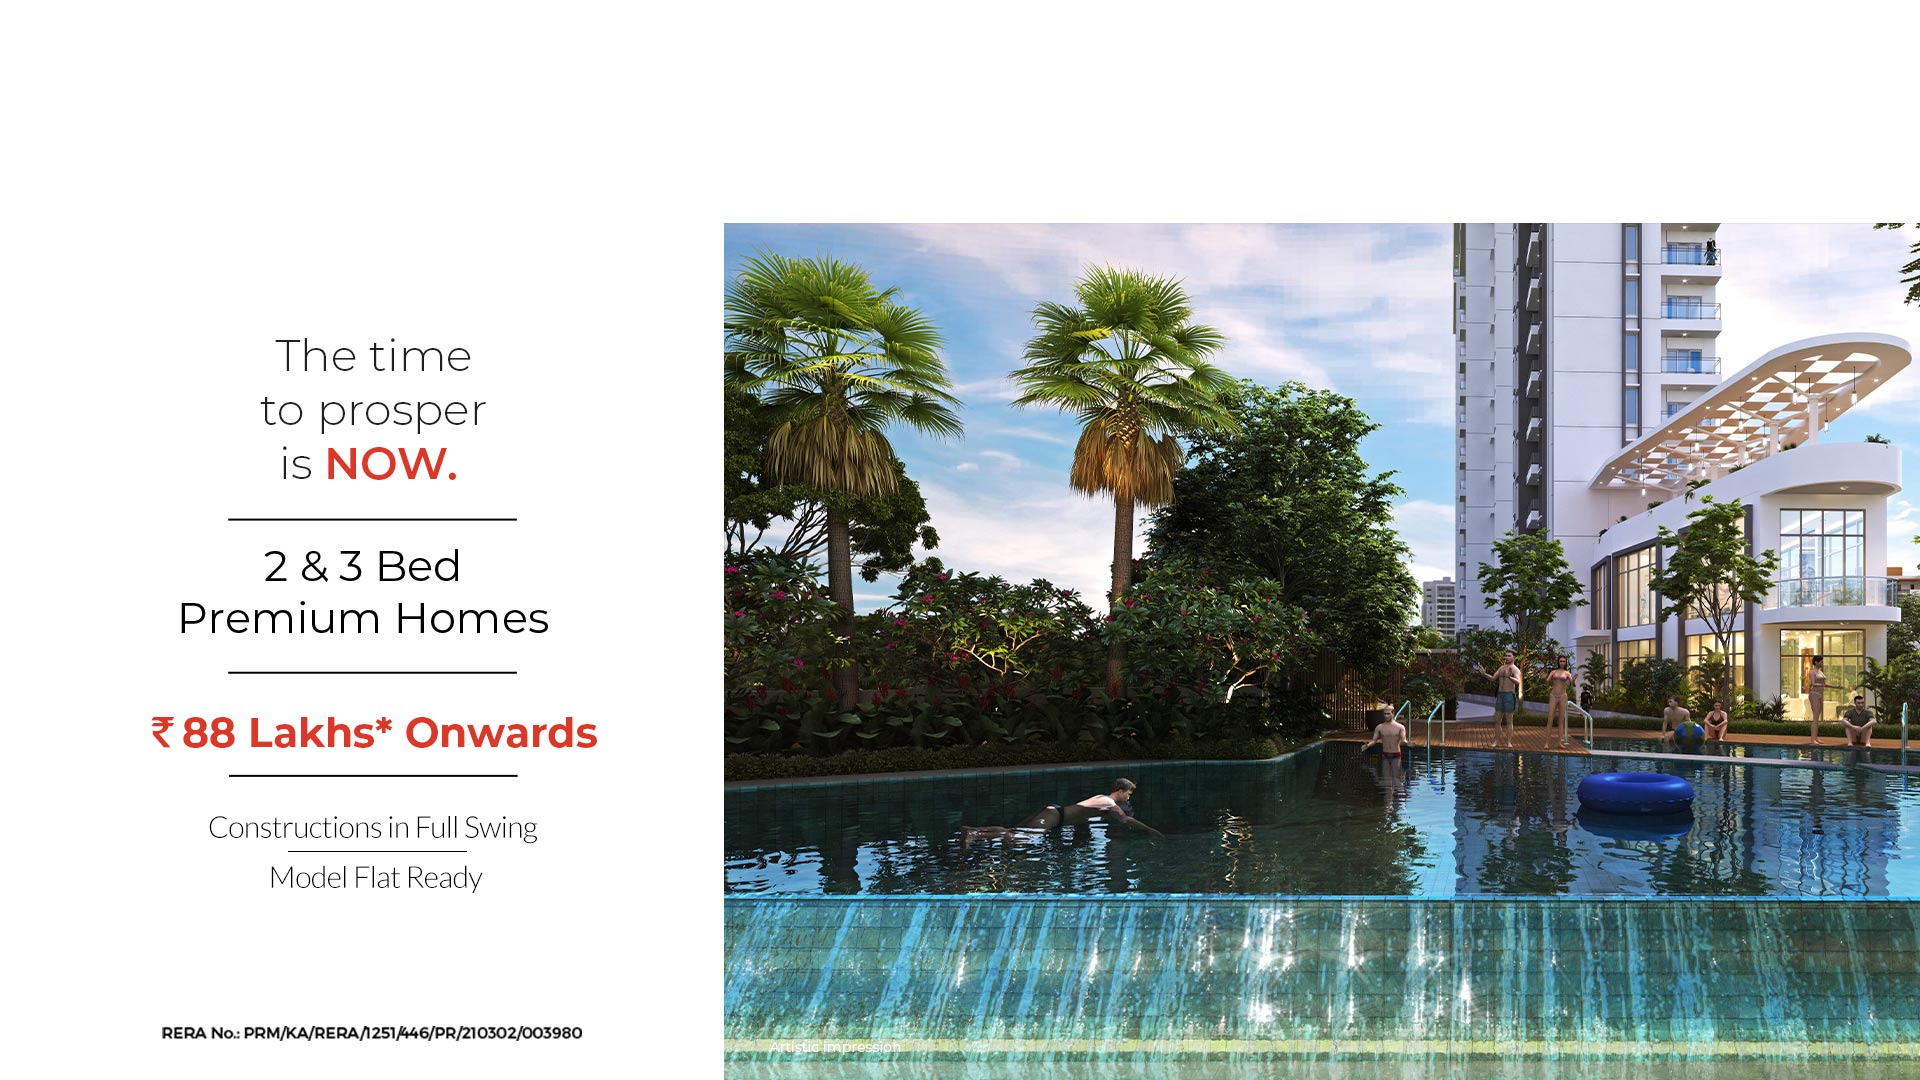 The time
to prosper
is NOW.
2 & 3 Bed
Premium Homes
₹ 88 Lakhs* Onwards
Constructions in Full Swing
Model Flat Ready
RERA No.: PRM/KA/RERA/1251/446/PR/210302/003980
Artistic impression